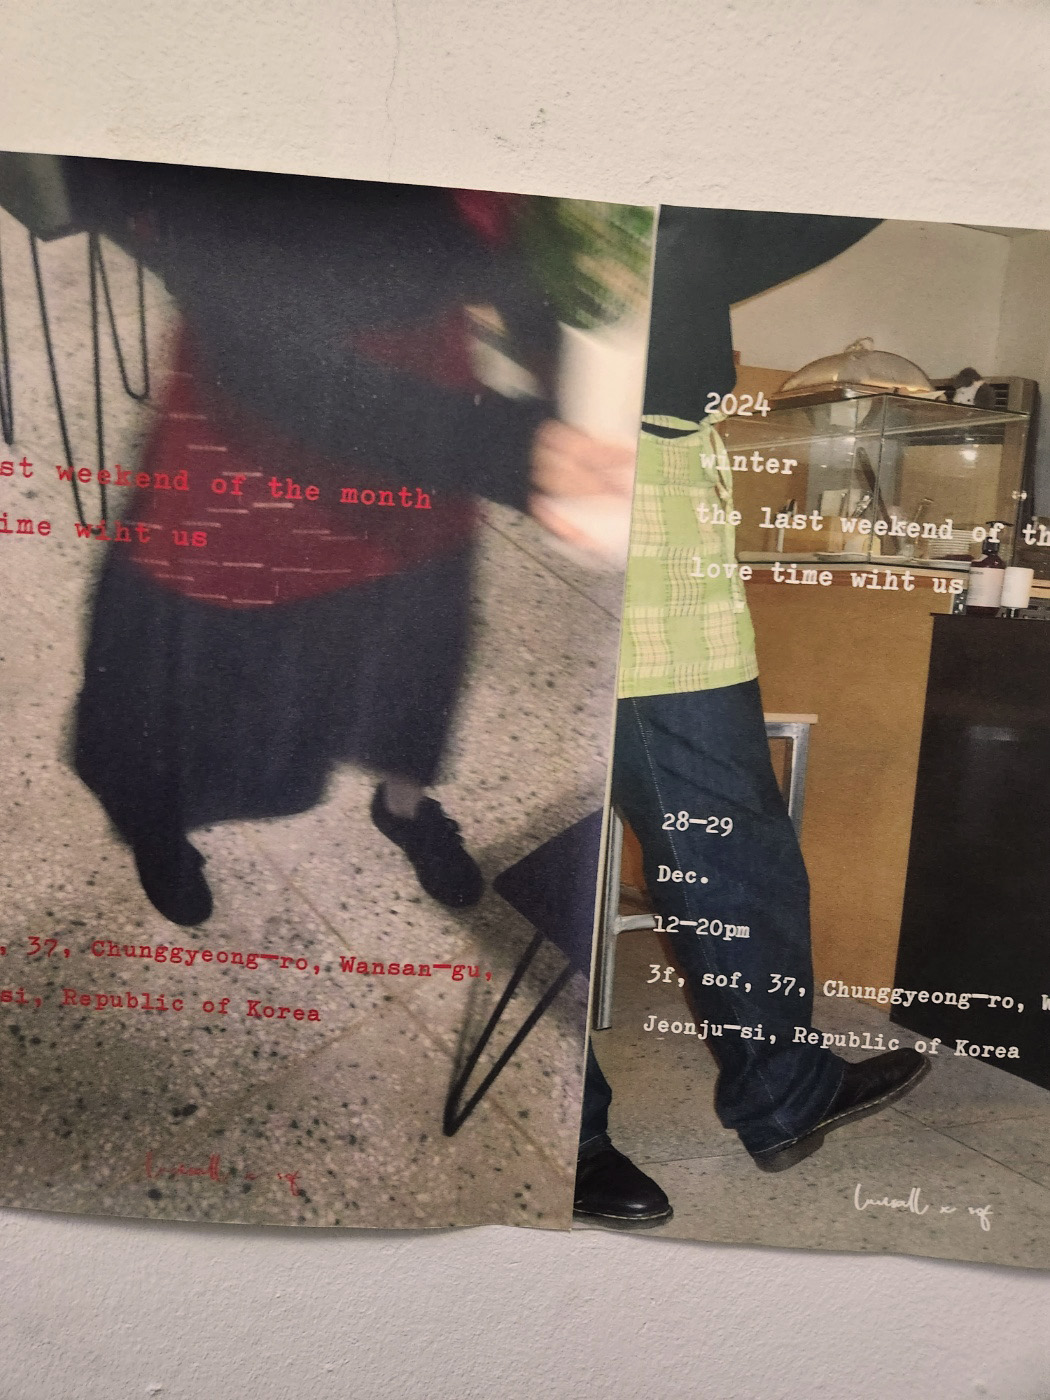 st weekend of the month
ime wiht us
, 37, Chunggyeong-ro, Wansan-gu,
si, Republic of Korea
2024
winter
the last weekend of th
love time wiht us
28-29
Dec.
12-20pm
3f, sof, 37, Chunggyeong-ro, W
Jeonju-si, Republic of Korea